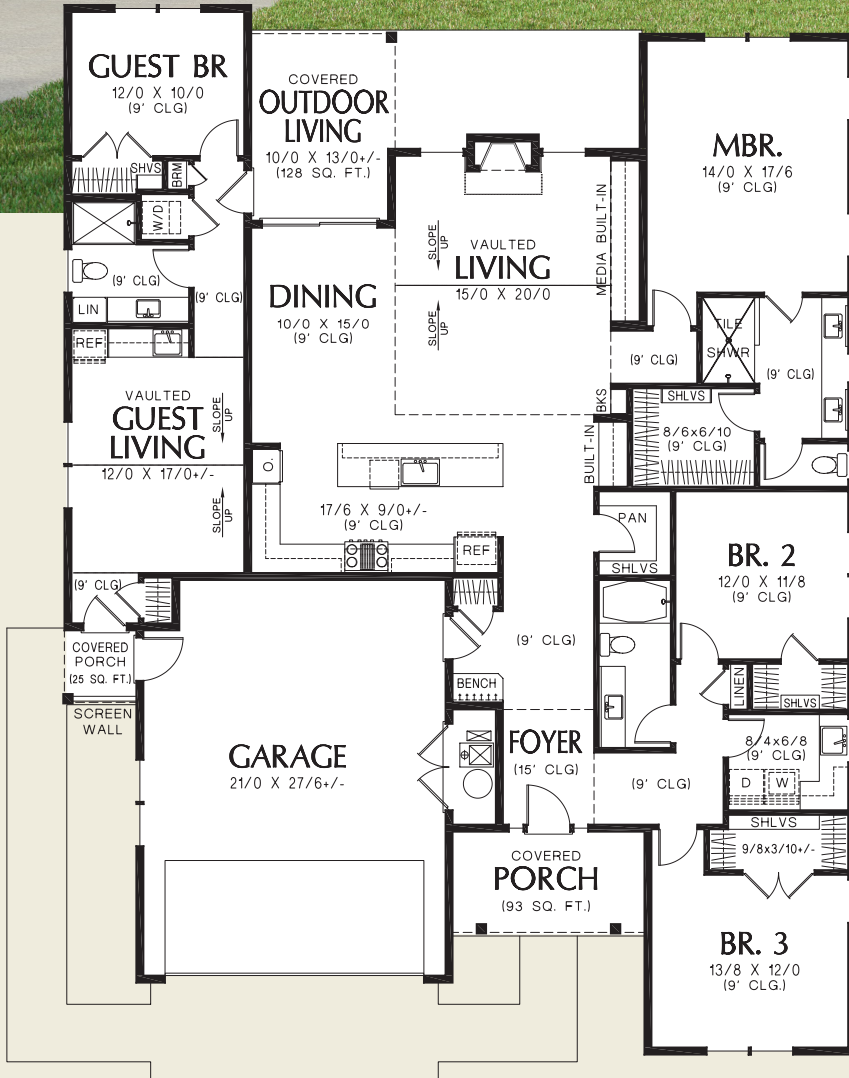 GUEST BR
12/0 X 10/0
(9' CLG)
COVERED
OUTDOOR
LIVING
10/0 X 13/0+/-
(128 SQ. FT.)
MBR.
14/0 X 17/6
(9' CLG)
SHVS
BRM
W/D
(9' CLG)
LIN
(9' CLG)
REF
SLOPE
UP
VAULTED
LIVING
15/0 X 20/0
SLOPE
UP
MEDIA BUILT-IN
DINING
10/0 X 15/0
(9' CLG)
(9' CLG)
TILE
SHWR
(9' CLG)
BKS
SHLVS
8/6x6/10
(9' CLG)
BUILT-IN
VAULTED
GUEST
LIVING
12/0 X 17/0+/-
SLOPE
UP
SLOPE
UP
17/6 X 9/0+/-
(9' CLG)
REF
PAN
SHLVS
BR. 2
12/0 X 11/8
(9' CLG)
(9' CLG)
COVERED
PORCH
(25 SQ. FT.)
SCREEN
WALL
(9' CLG)
BENCH
LINEN
SHLVS
GARAGE
21/0 X 27/6+/-
FOYER
(15' CLG)
(9' CLG)
8/4x6/8
(9' CLG)
D
W
SHLVS
9/8x3/10+/-
COVERED
PORCH
(93 SQ. FT.)
BR. 3
13/8 X 12/0
(9' CLG.)